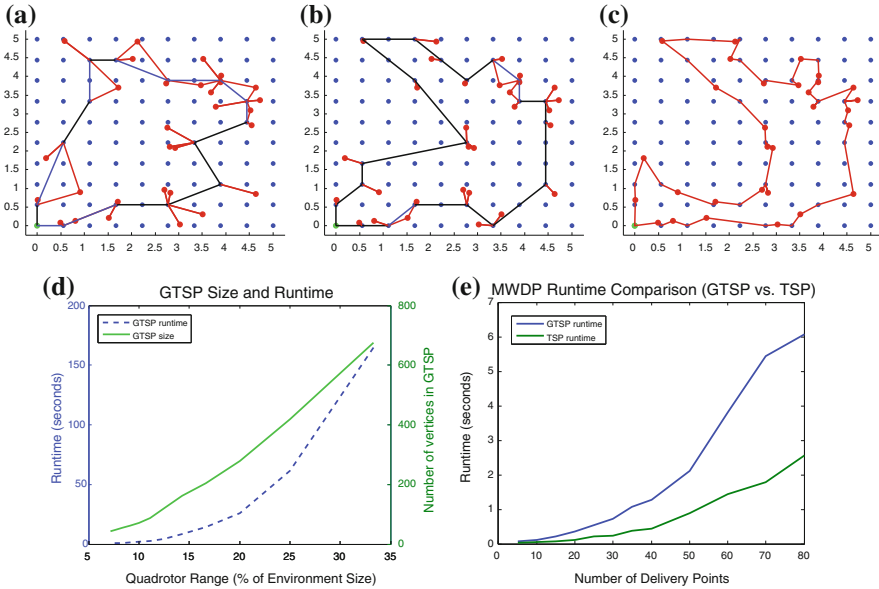 (a) (b) (c)
5 5 5
4.5 4.5 4.5
4 4 4
3.5 3.5 3.5
3 3 3
2.5 2.5 2.5
2 2 2
1.5 1.5 1.5
1 1 1
0.5 0.5 0.5
0 0 0
0 0.5 1 1.5 2 2.5 3 3.5 4 4.5 5 0 0.5 1 1.5 2 2.5 3 3.5 4 4.5 5 0 0.5 1 1.5 2 2.5 3 3.5 4 4.5 5
(d)
GTSP Size and Runtime
200 800
150 600
100 400
50 200
0 0
GTSP runtime
GTSP size
Runtime (seconds)
Number of vertices in GTSP
5 10 15 20 25 30 35
Quadrotor Range (% of Environment Size)
(e)
MWDP Runtime Comparison (GTSP vs. TSP)
7
6
5
4
3
2
1
0
GTSP runtime
TSP runtime
Runtime (seconds)
0 10 20 30 40 50 60 70 80
Number of Delivery Points